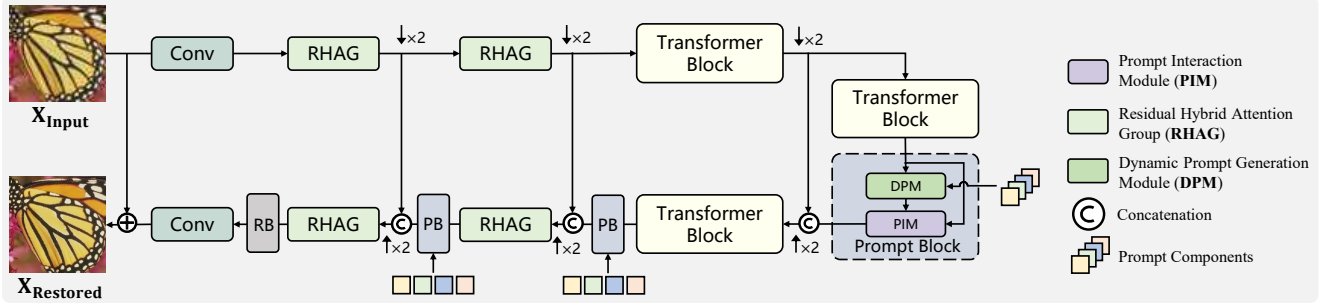 Conv
RHAG
×2
RHAG
×2
Transformer
Block
×2
X_Input
Transformer
Block
DPM
PIM
Prompt Block
Conv
RB
RHAG
C
×2
PB
RHAG
C
×2
PB
Transformer
Block
C
×2
X_Restored
Prompt Interaction
Module (PIM)
Residual Hybrid Attention
Group (RHAG)
Dynamic Prompt Generation
Module (DPM)
C
Concatenation
Prompt Components